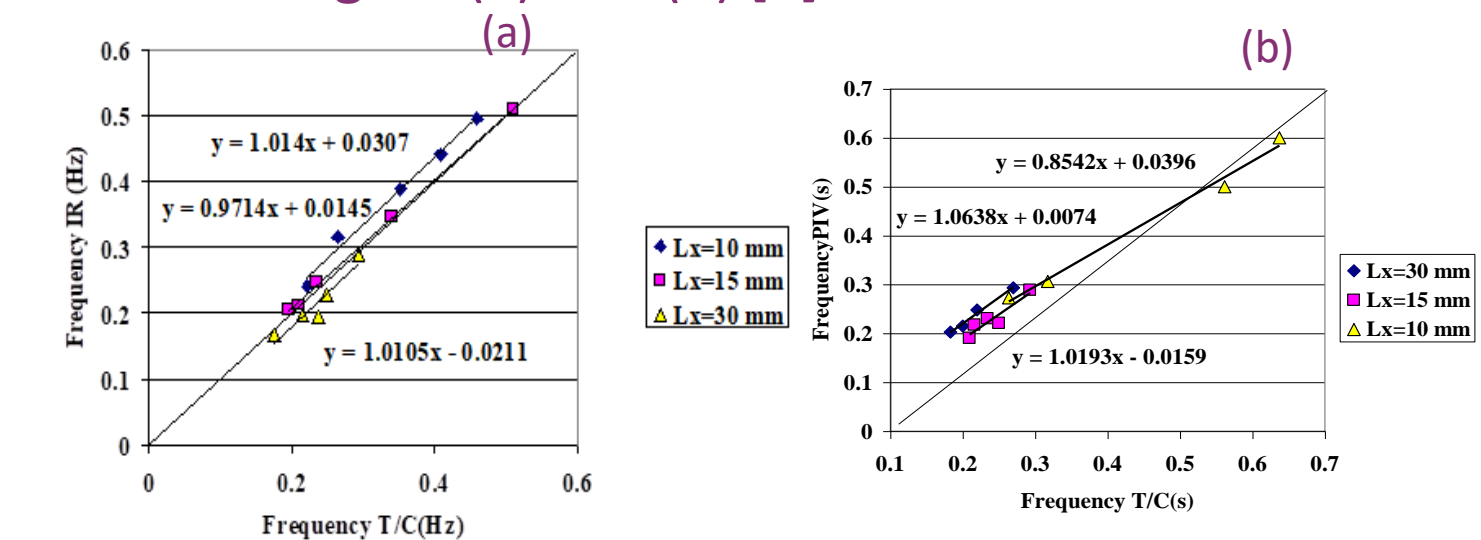 (a)
0.6
0.5
0.4
0.3
0.2
0.1
0
0
0.2
0.4
0.6
Frequency IR (Hz)
Frequency T/C(Hz)
y = 1.014x + 0.0307
y = 0.9714x + 0.0145
y = 1.0105x - 0.0211
Lx=10 mm
Lx=15 mm
Lx=30 mm
(b)
0.7
0.6
0.5
0.4
0.3
0.2
0.1
0
0.1
0.2
0.3
0.4
0.5
0.6
0.7
FrequencyPIV(s)
Frequency T/C(s)
y = 0.8542x + 0.0396
y = 1.0638x + 0.0074
y = 1.0193x - 0.0159
Lx=30 mm
Lx=15 mm
Lx=10 mm